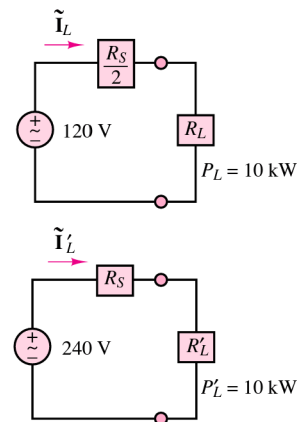 Ĩ_L
R_S/2
+
~
−
120 V
R_L
P_L = 10 kW
Ĩ′_L
R_S
+
~
−
240 V
R′_L
P′_L = 10 kW